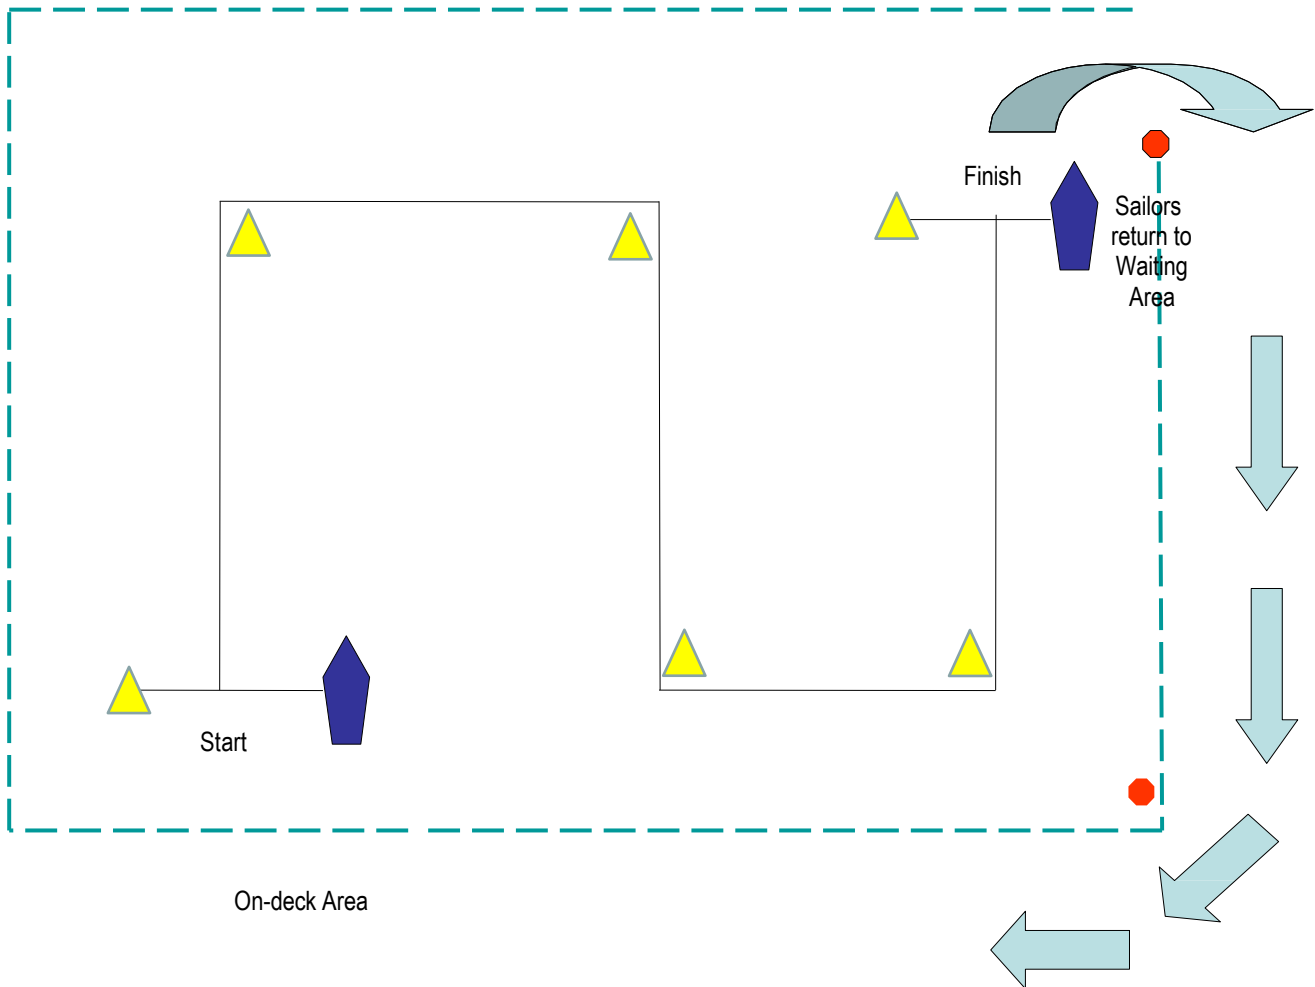 Finish
Sailors
return to
Waiting
Area
Start
On-deck Area